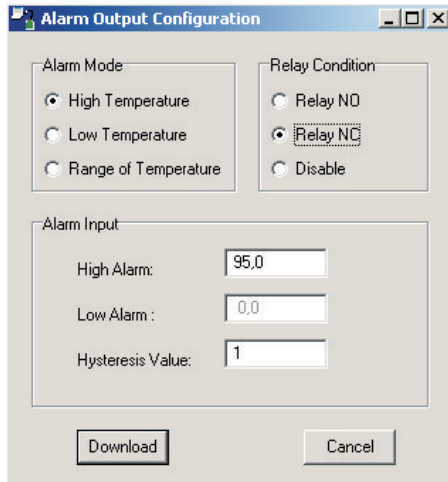 Alarm Output Configuration
Alarm Mode
High Temperature
Low Temperature
Range of Temperature
Relay Condition
Relay NO
Relay NC
Disable
Alarm Input
High Alarm: 95,0
Low Alarm : 0,0
Hysteresis Value: 1
Download Cancel